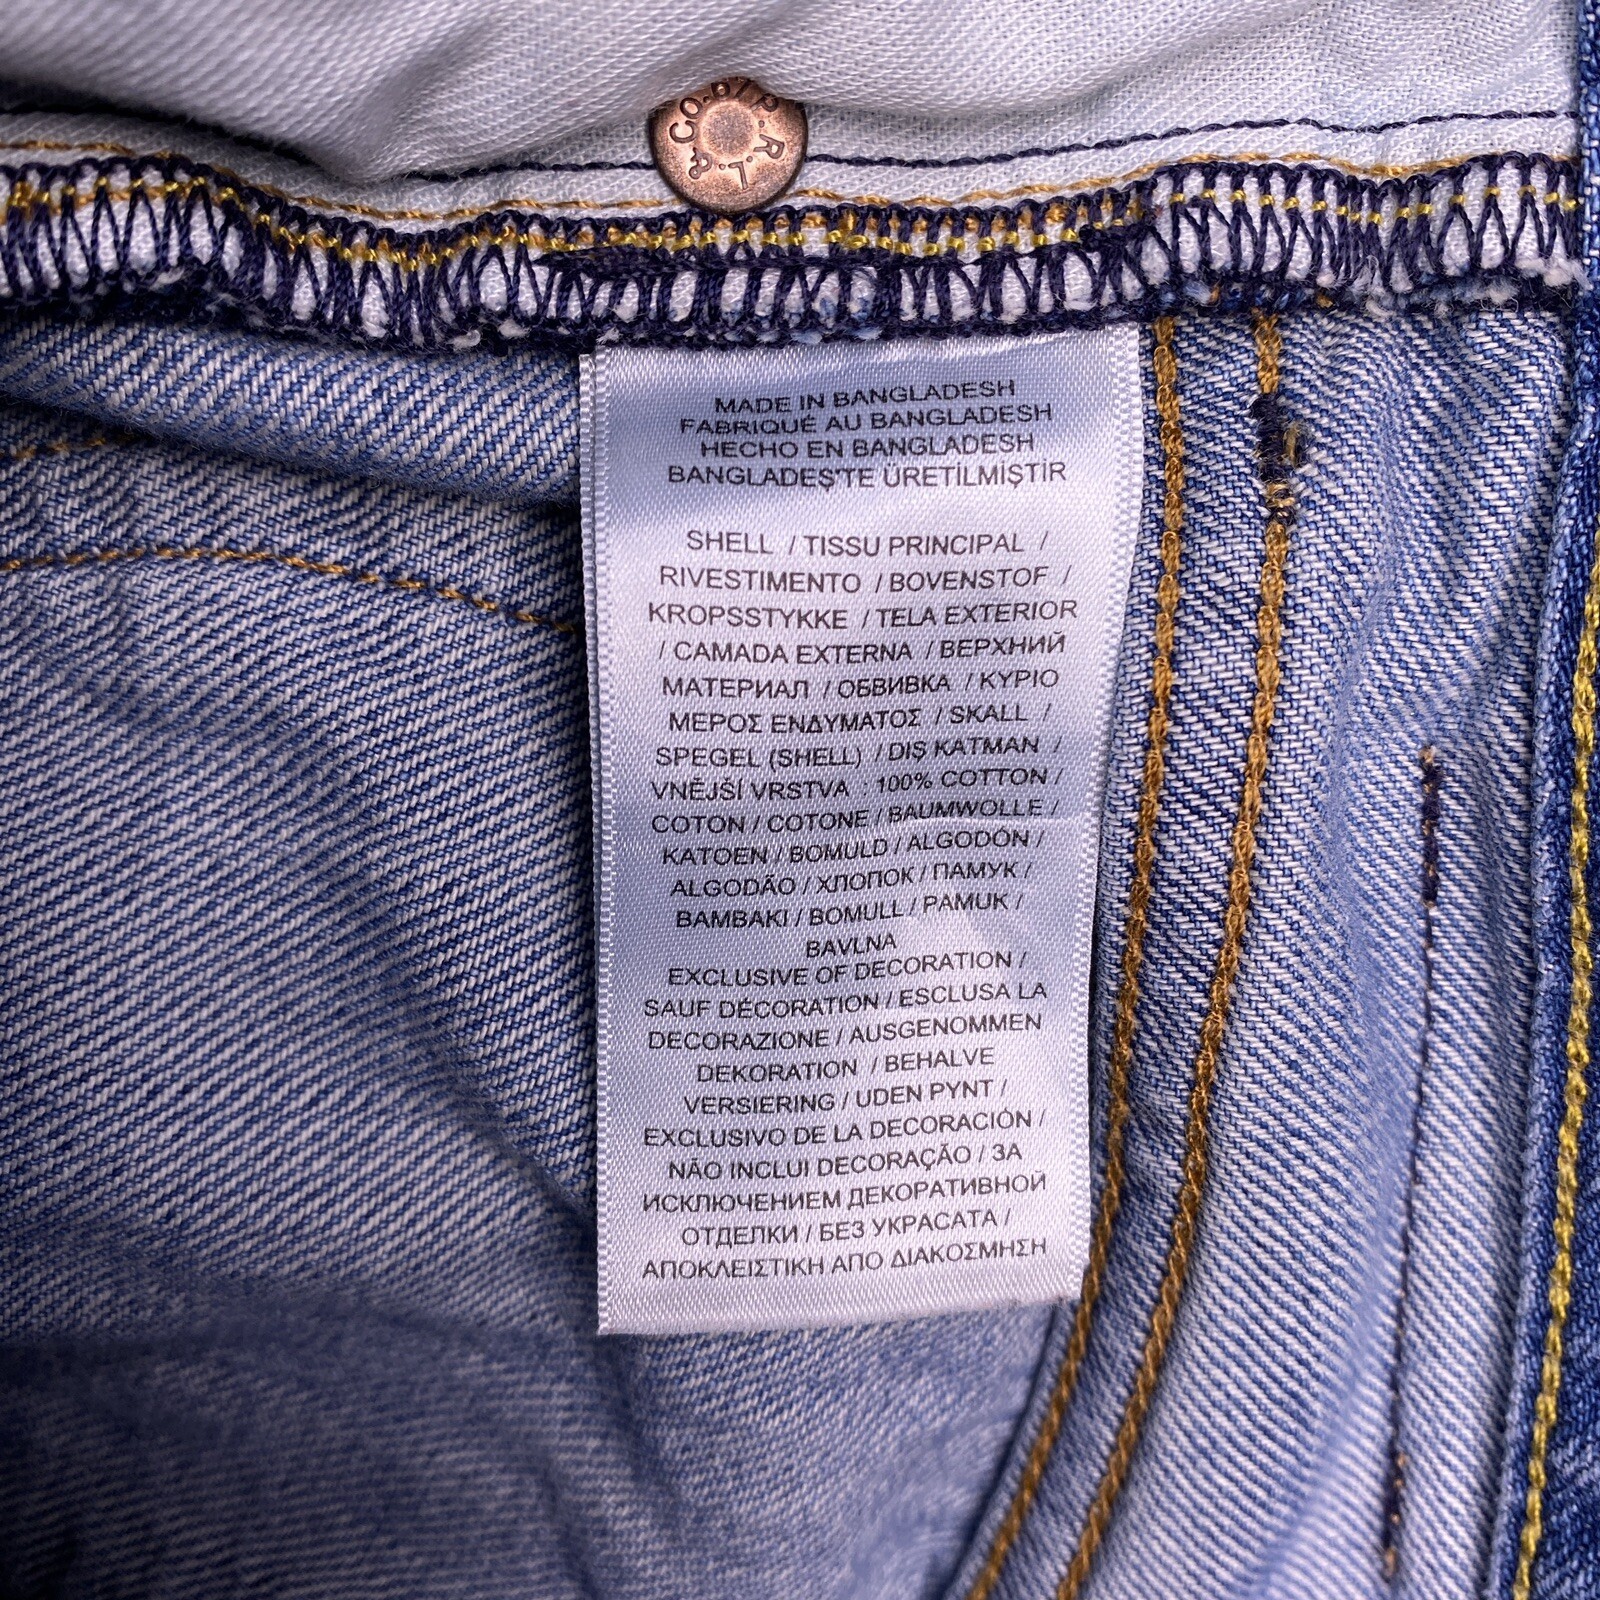 P.R.L.&CO.
MADE IN BANGLADESH
FABRIQUÉ AU BANGLADESH
HECHO EN BANGLADESH
BANGLADEŞ'TE ÜRETİLMİŞTİR
SHELL / TISSU PRINCIPAL /
RIVESTIMENTO / BOVENSTOF /
KROPSSTYKKE / TELA EXTERIOR
/ CAMADA EXTERNA / ВЕРХНИЙ
МАТЕРИАЛ / ОБВИВКА / ΚΥΡΙΟ
ΜΕΡΟΣ ΕΝΔΥΜΑΤΟΣ / SKALL /
SPEGEL (SHELL) / DIŞ KATMAN /
VNĚJŠÍ VRSTVA : 100% COTTON /
COTON / COTONE / BAUMWOLLE /
KATOEN / BOMULD / ALGODÓN /
ALGODÃO / ХЛОПОК / ПАМУК /
BAMBAKI / BOMULL / PAMUK /
BAVLNA
EXCLUSIVE OF DECORATION /
SAUF DÉCORATION / ESCLUSA LA
DECORAZIONE / AUSGENOMMEN
DEKORATION / BEHALVE
VERSIERING / UDEN PYNT /
EXCLUSIVO DE LA DECORACIÓN /
NÃO INCLUI DECORAÇÃO / ЗА
ИСКЛЮЧЕНИЕМ ДЕКОРАТИВНОЙ
ОТДЕЛКИ / БЕЗ УКРАСАТА /
ΑΠΟΚΛΕΙΣΤΙΚΗ ΑΠΟ ΔΙΑΚΟΣΜΗΣΗ